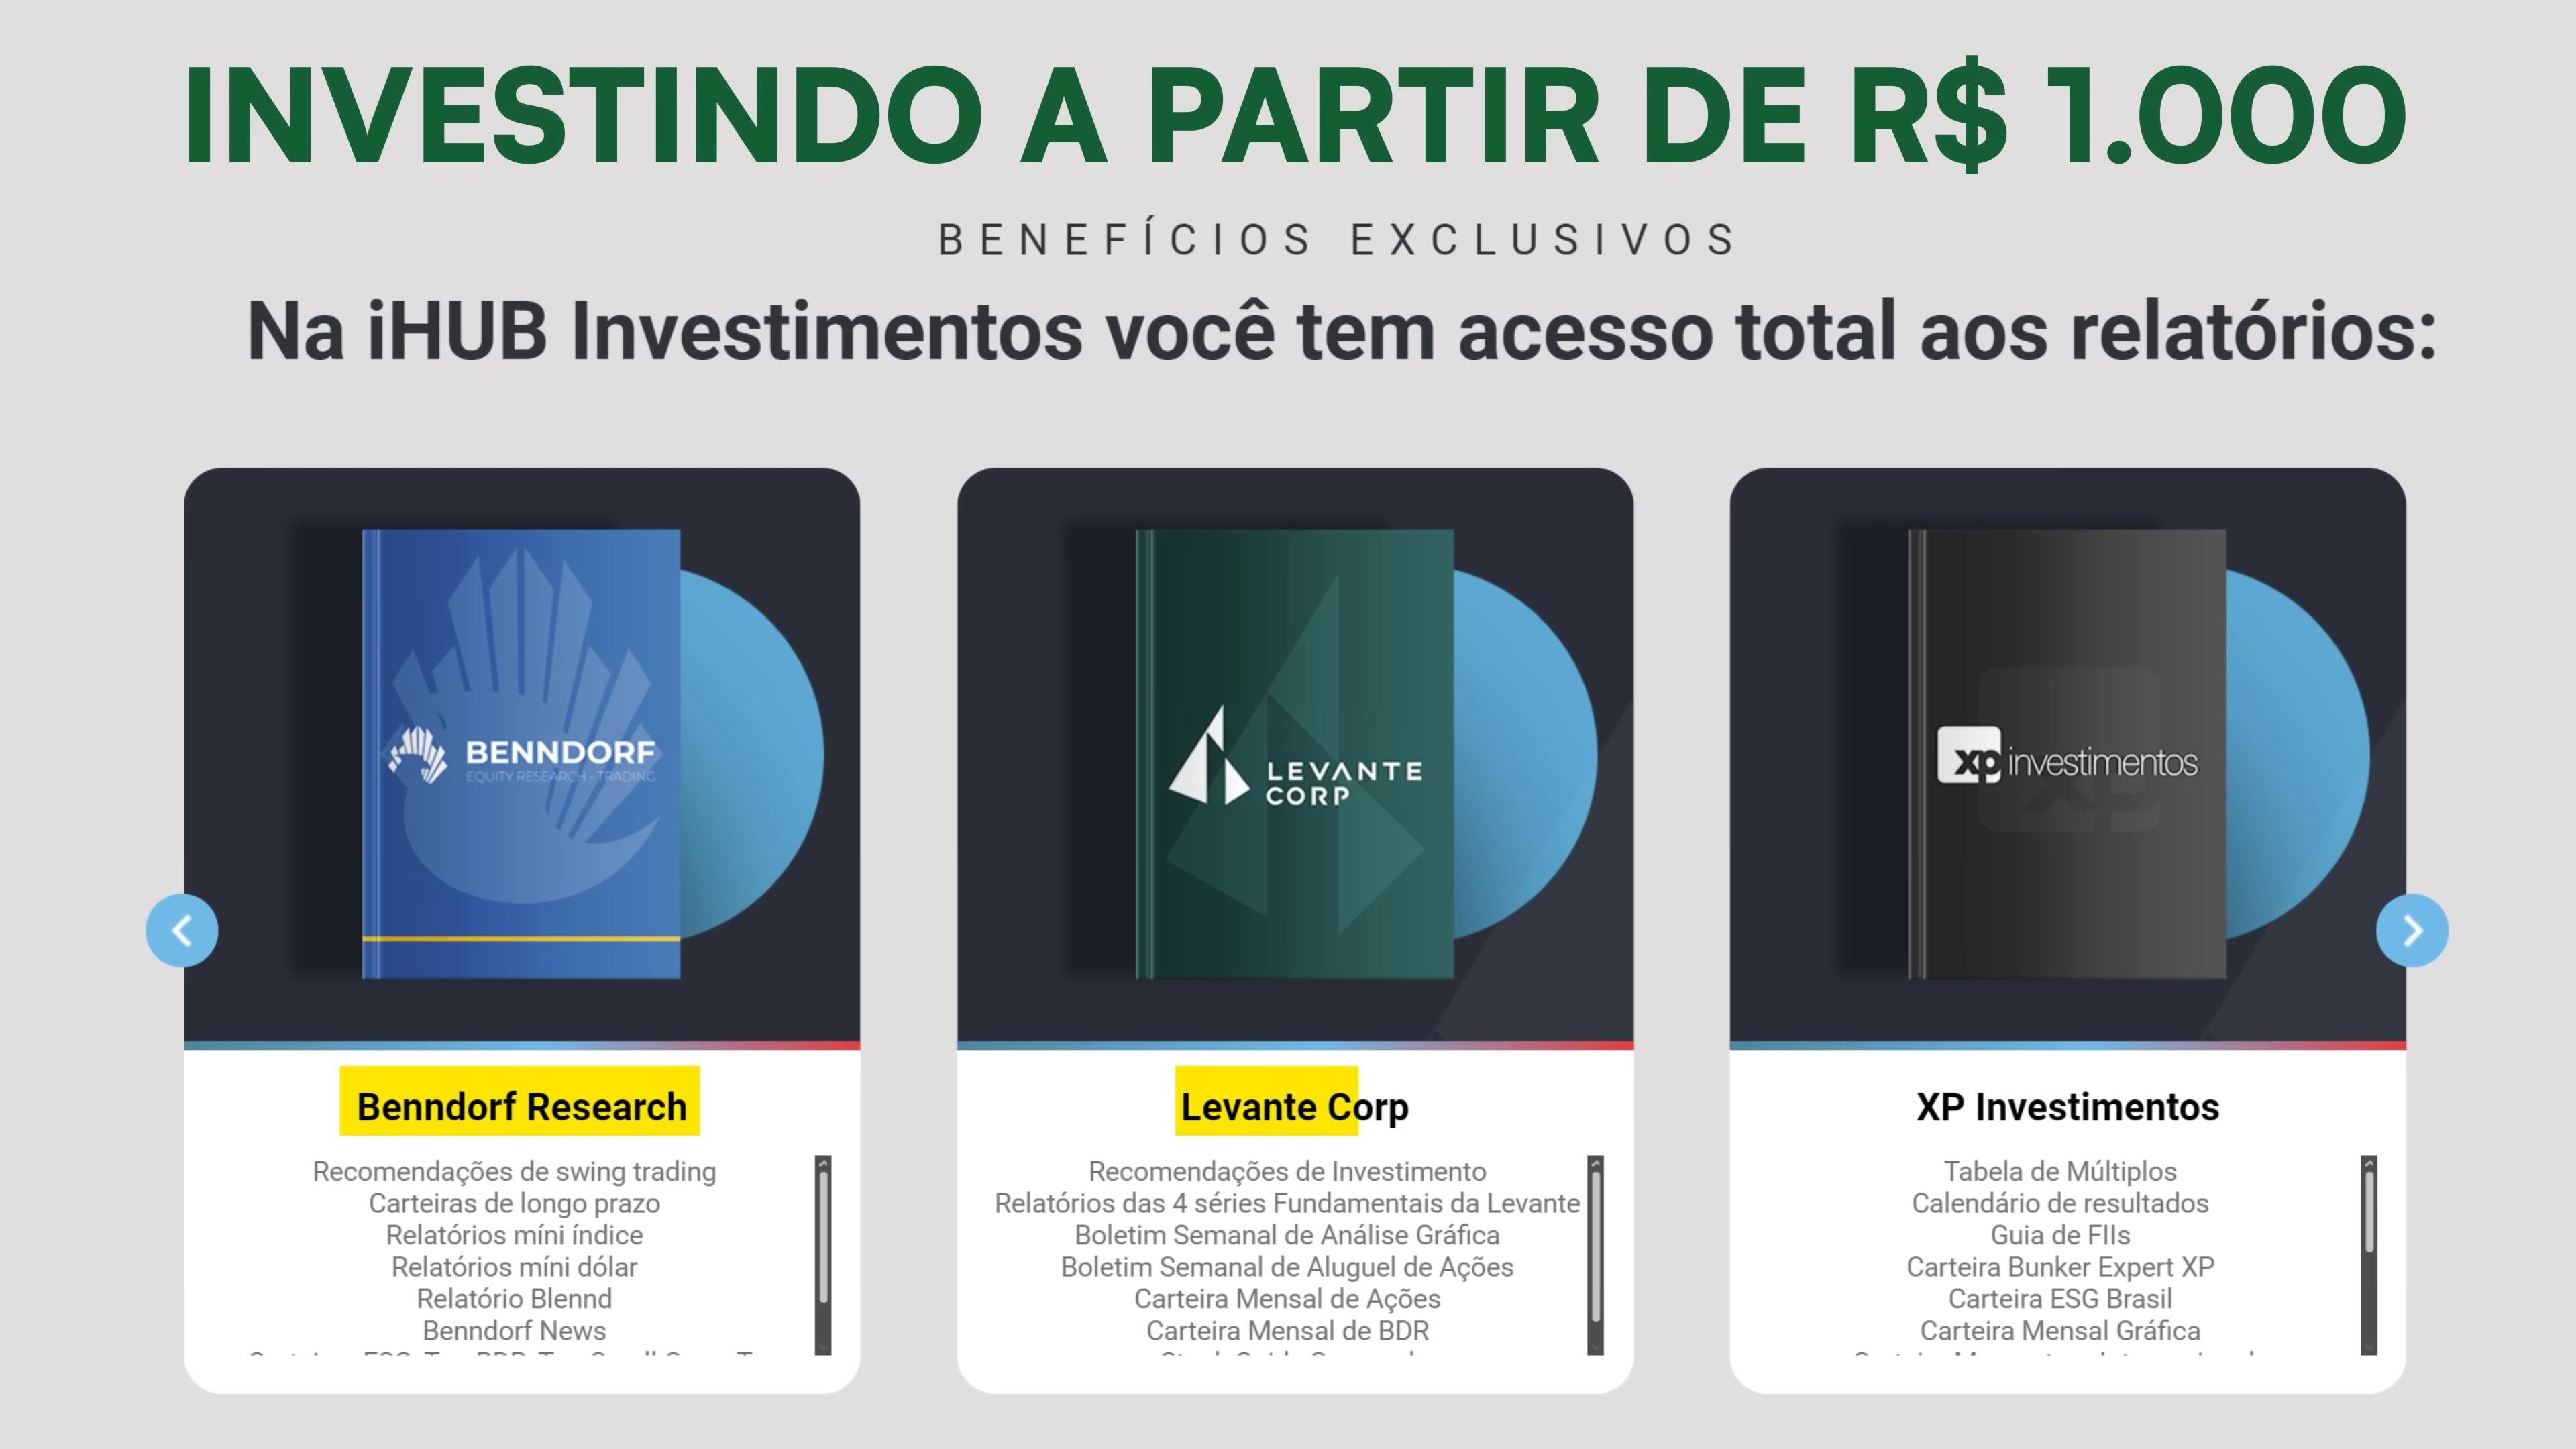 INVESTINDO A PARTIR DE R$ 1.000
BENEFÍCIOS EXCLUSIVOS
Na iHUB Investimentos você tem acesso total aos relatórios:
BENNDORF
EQUITY RESEARCH - TRADING
LEVANTE
CORP
xp investimentos
Benndorf Research
Recomendações de swing trading
Carteiras de longo prazo
Relatórios míni índice
Relatórios míni dólar
Relatório Blennd
Benndorf News
Levante Corp
Recomendações de Investimento
Relatórios das 4 séries Fundamentais da Levante
Boletim Semanal de Análise Gráfica
Boletim Semanal de Aluguel de Ações
Carteira Mensal de Ações
Carteira Mensal de BDR
XP Investimentos
Tabela de Múltiplos
Calendário de resultados
Guia de FIIs
Carteira Bunker Expert XP
Carteira ESG Brasil
Carteira Mensal Gráfica